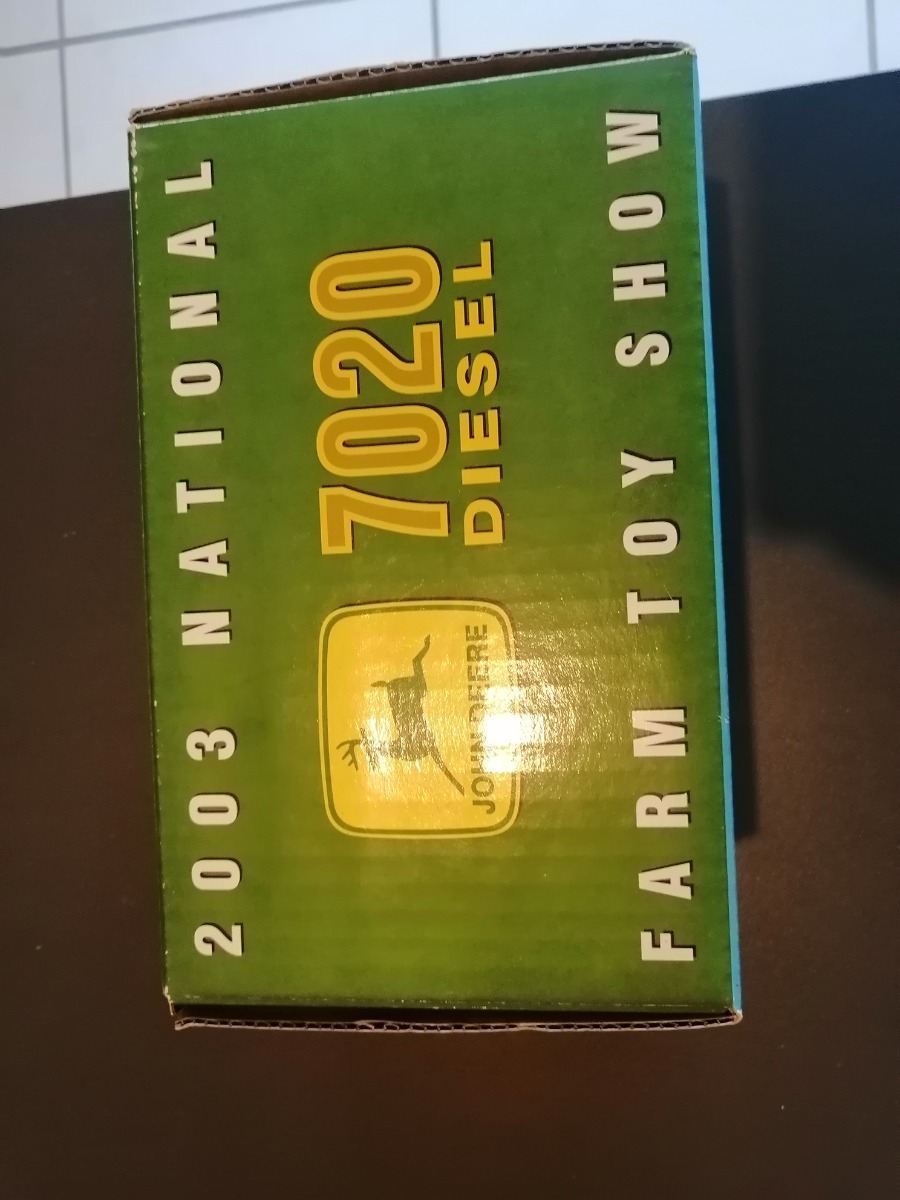 2003 NATIONAL
7020
DIESEL
JOHN DEERE
FARM TOY SHOW